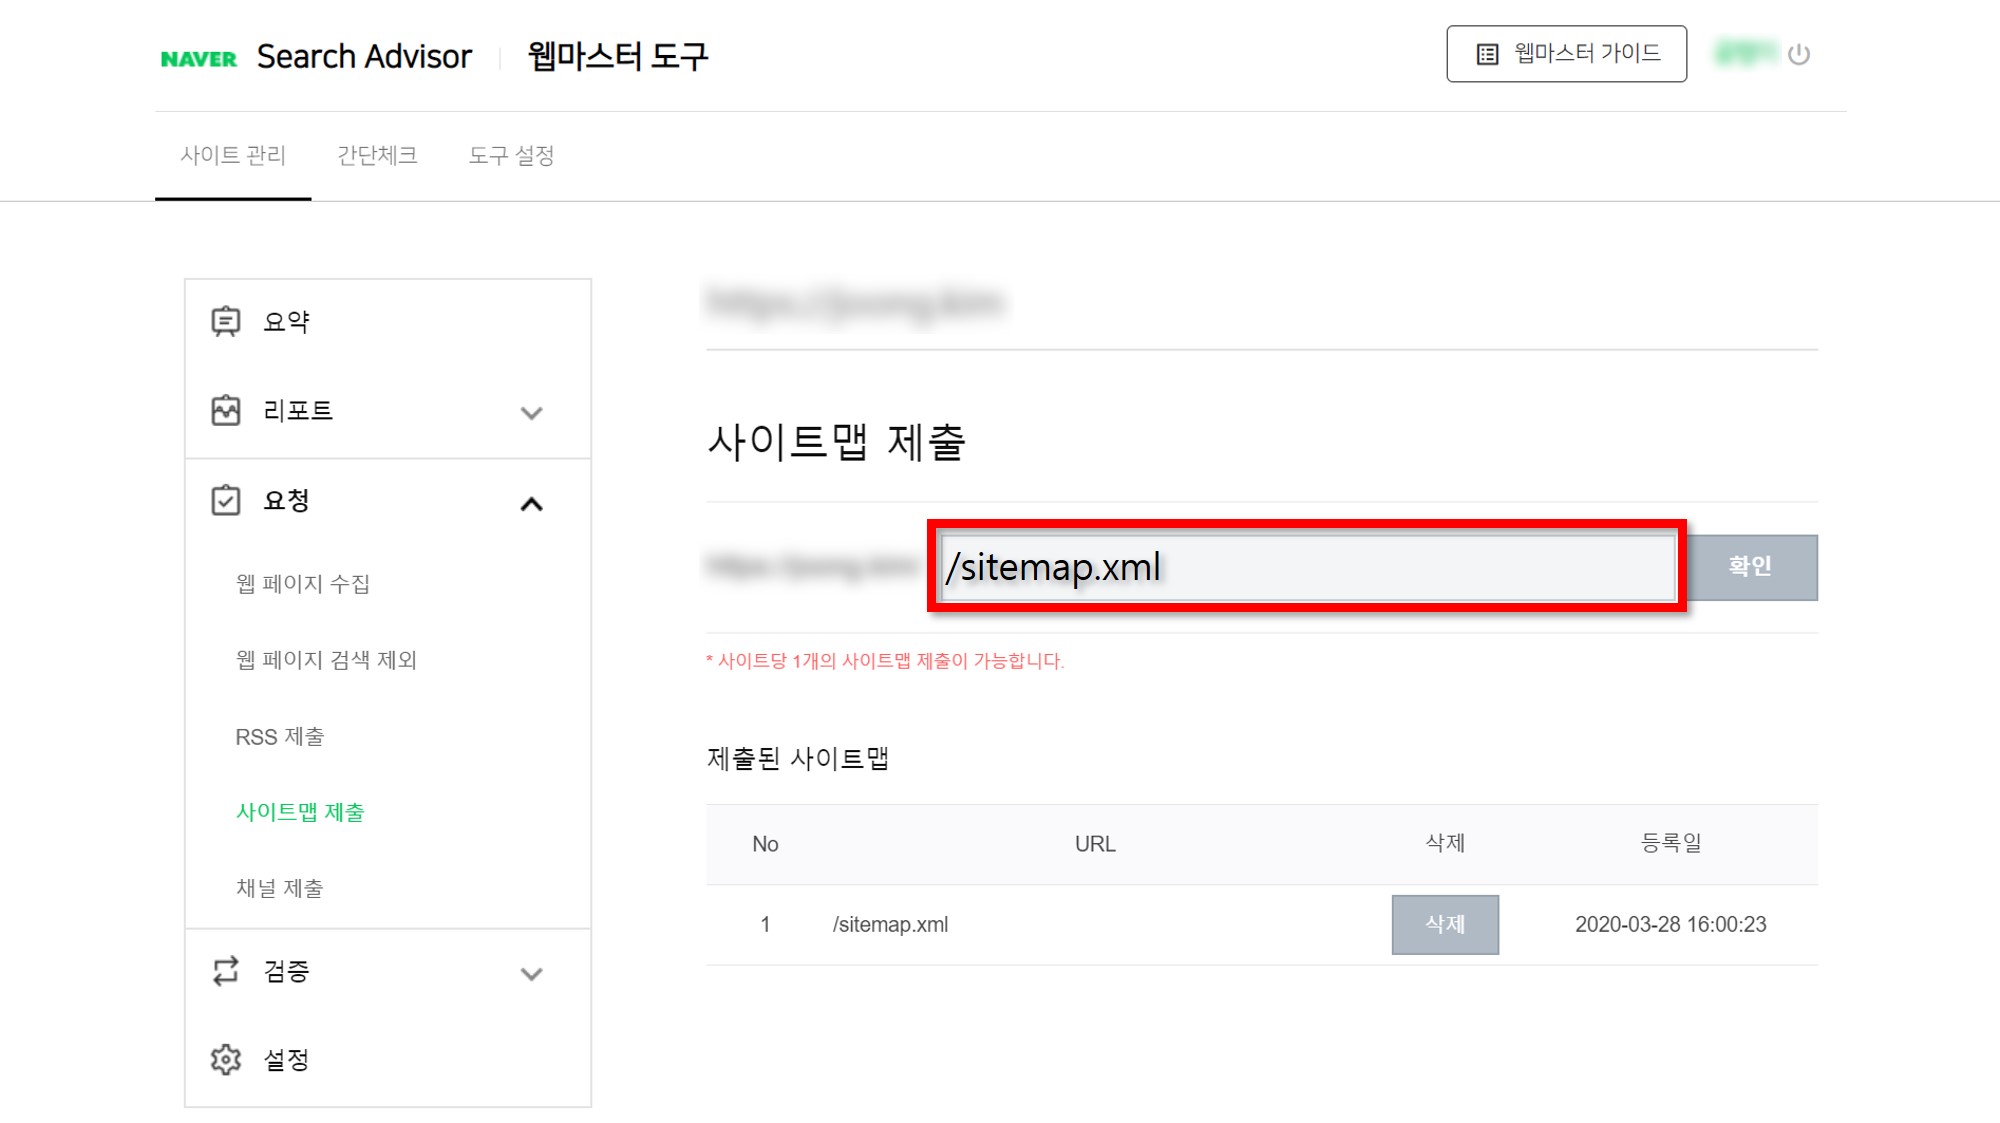 NAVER Search Advisor 웹마스터 도구
웹마스터 가이드
사이트 관리 간단체크 도구 설정
요약
리포트
요청
웹 페이지 수집
웹 페이지 검색 제외
RSS 제출
사이트맵 제출
채널 제출
검증
설정
사이트맵 제출
/sitemap.xml 확인
* 사이트당 1개의 사이트맵 제출이 가능합니다.
제출된 사이트맵
No URL 삭제 등록일
1 /sitemap.xml 삭제 2020-03-28 16:00:23